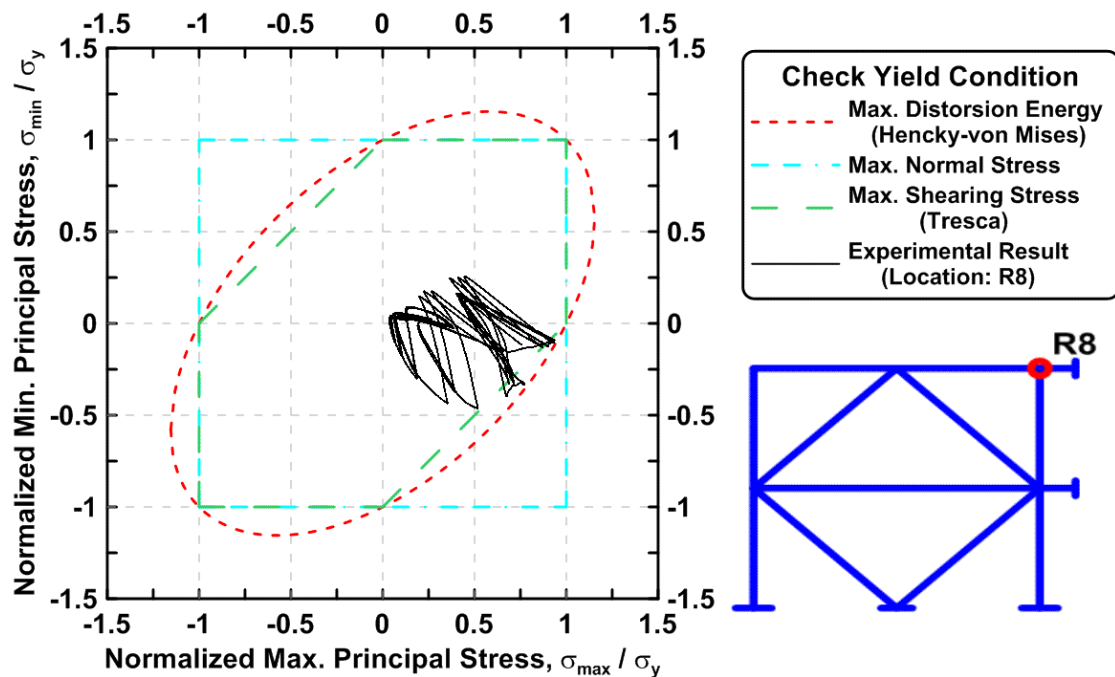 -1.5 -1 -0.5 0 0.5 1 1.5
1.5 1.5
1 1
0.5 0.5
0 0
-0.5 -0.5
-1 -1
-1.5 -1.5
-1.5 -1 -0.5 0 0.5 1 1.5
Normalized Min. Principal Stress, σmin / σy
Normalized Max. Principal Stress, σmax / σy
Check Yield Condition
Max. Distorsion Energy
(Hencky-von Mises)
Max. Normal Stress
Max. Shearing Stress
(Tresca)
Experimental Result
(Location: R8)
R8